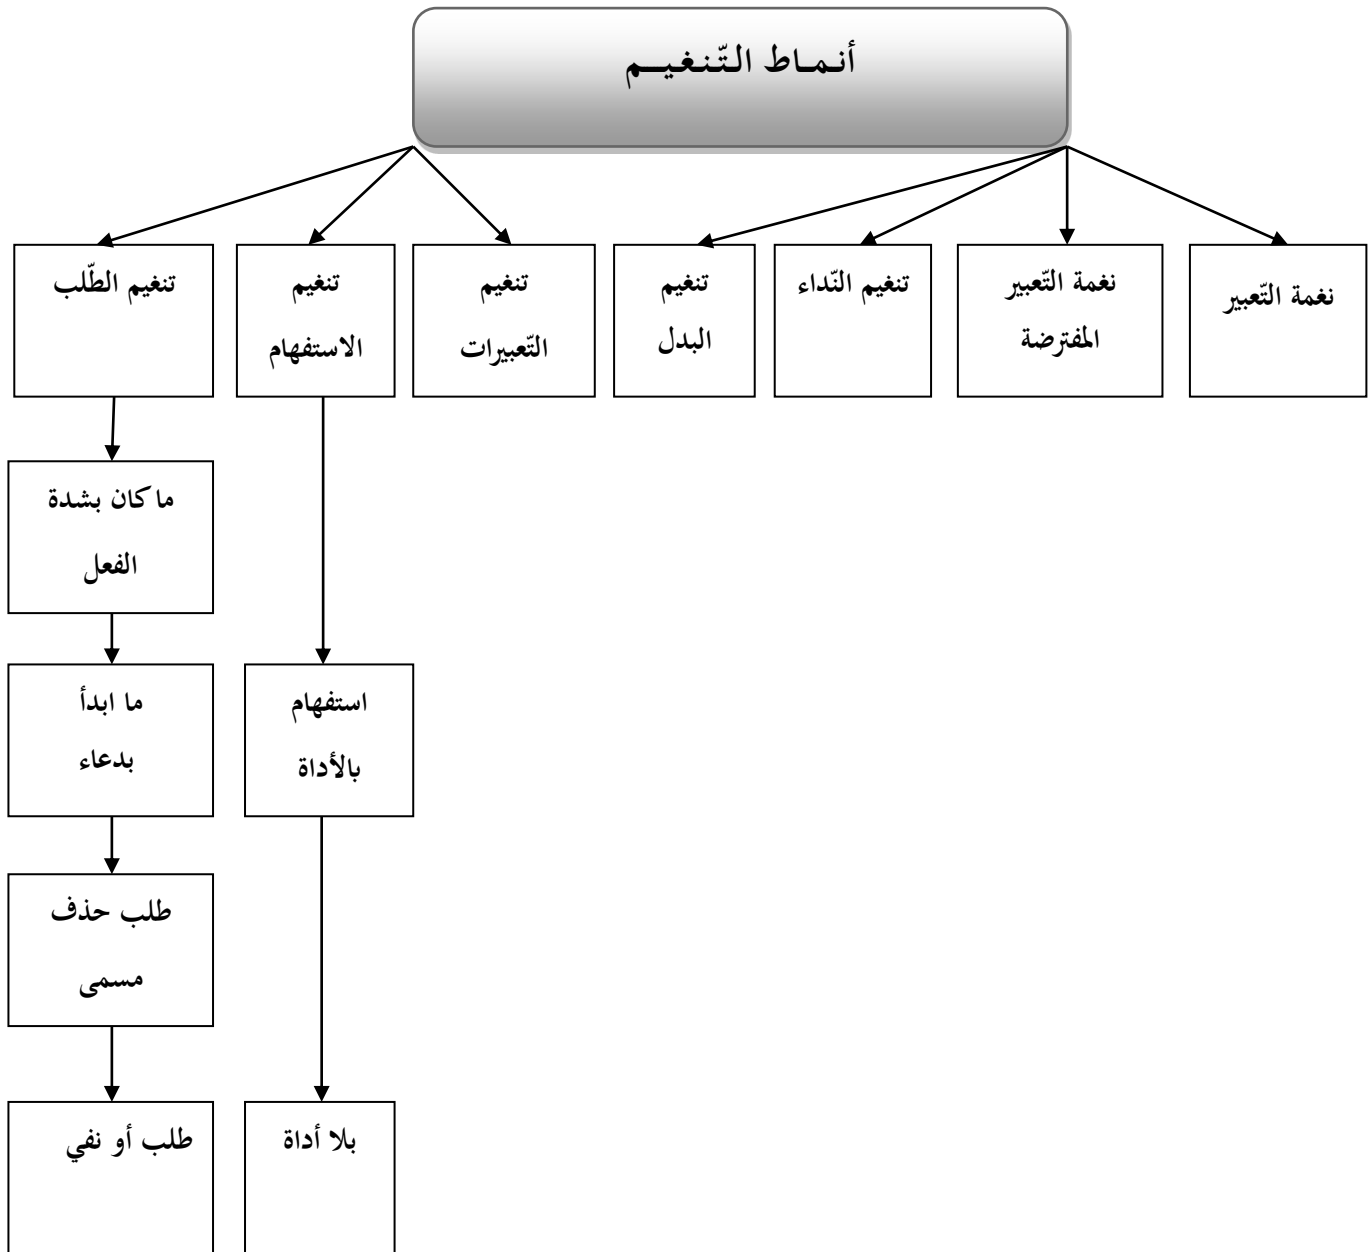 أنماط التّنغيم
نغمة التّعبير
نغمة التّعبير
المفترضة
تنغيم النّداء
تنغيم
البدل
تنغيم
التّعبيرات
تنغيم
الاستفهام
تنغيم الطّلب
ما كان بشدة
الفعل
ما ابدأ
بدعاء
استفهام
بالأداة
طلب حذف
مسمى
بلا أداة
طلب أو نفي